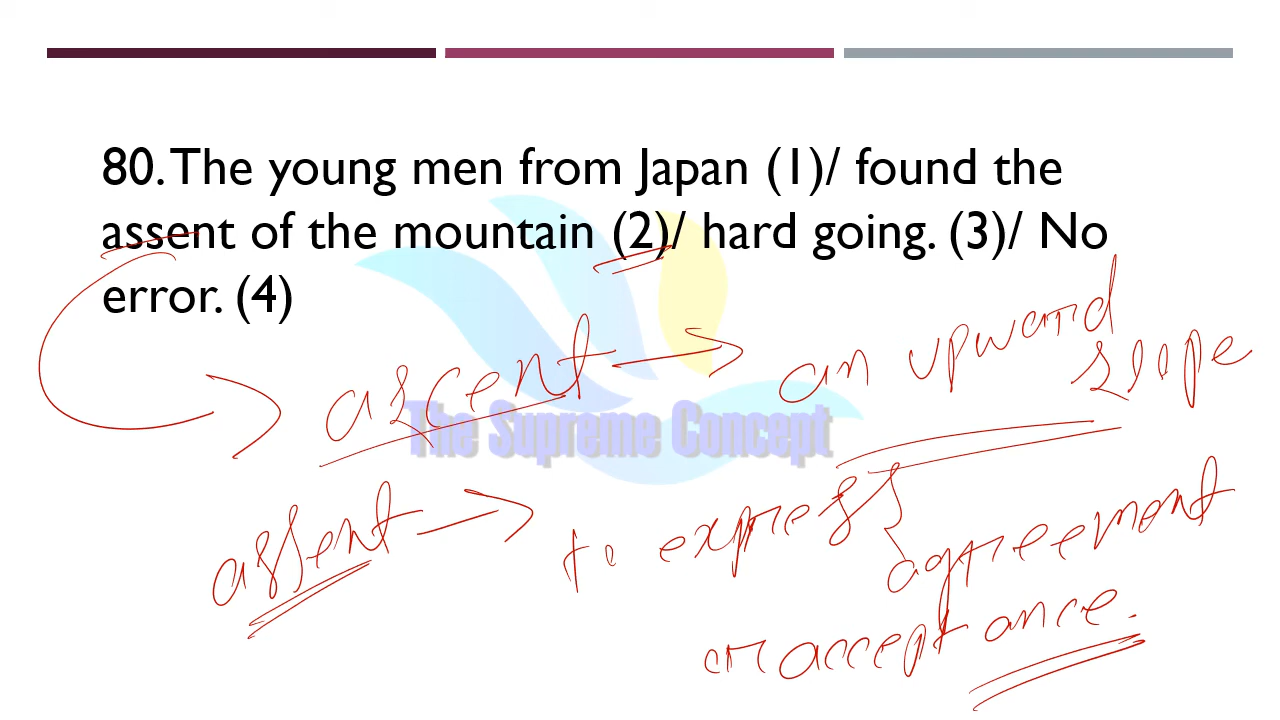 80. The young men from Japan (1)/ found the
assent of the mountain (2)/ hard going. (3)/ No
error. (4)
ascent → an upward
slope
The Supreme Concept
assent → to express
agreement
or acceptance.